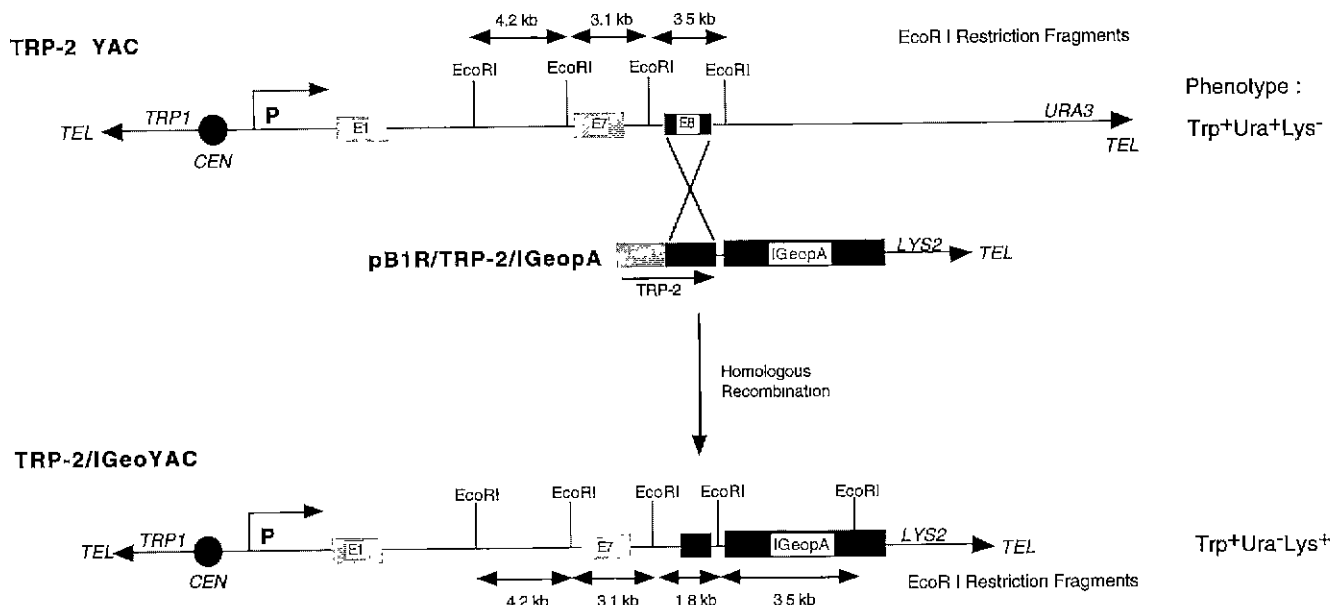 4.2 kb 3.1 kb 3.5 kb
TRP-2 YAC
EcoR I Restriction Fragments
EcoRI EcoRI EcoRI EcoRI
Phenotype :
TEL TRP1 P E1 E7 E8 URA3 TEL
CEN
Trp+Ura+Lys-
pB1R/TRP-2/IGeopA IGeopA LYS2 TEL
TRP-2
Homologous
Recombination
TRP-2/IGeoYAC
EcoRI EcoRI EcoRI EcoRI EcoRI
TEL TRP1 P E1 E7 IGeopA LYS2 TEL
CEN
Trp+Ura-Lys+
EcoR I Restriction Fragments
4.2 kb 3.1 kb 1.8 kb 3.5 kb